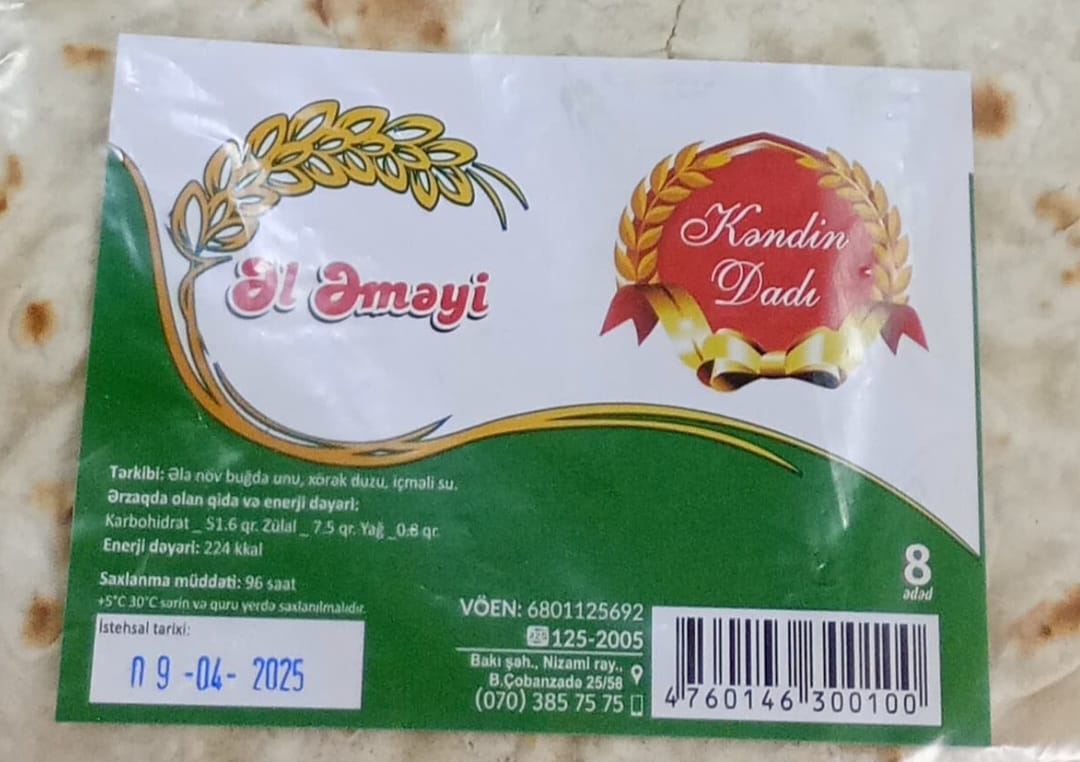 Əl Əməyi
Kəndin
Dadı
Tərkibi: Əla növ buğda unu, xörək duzu, içməli su.
Ərzaqda olan qida və enerji dəyəri:
Karbohidrat _ 51.6 qr. Zülal _ 7.5 qr. Yağ _0.8 qr.
Enerji dəyəri: 224 kkal
Saxlanma müddəti: 96 saat
+5°C 30°C sərin və quru yerdə saxlanılmalıdır.
İstehsal tarixi:
09-04-2025
8
ədəd
VÖEN: 6801125692
125-2005
Bakı şəh., Nizami ray.,
B.Çobanzadə 25/58
(070) 385 75 75
4 760146 300100